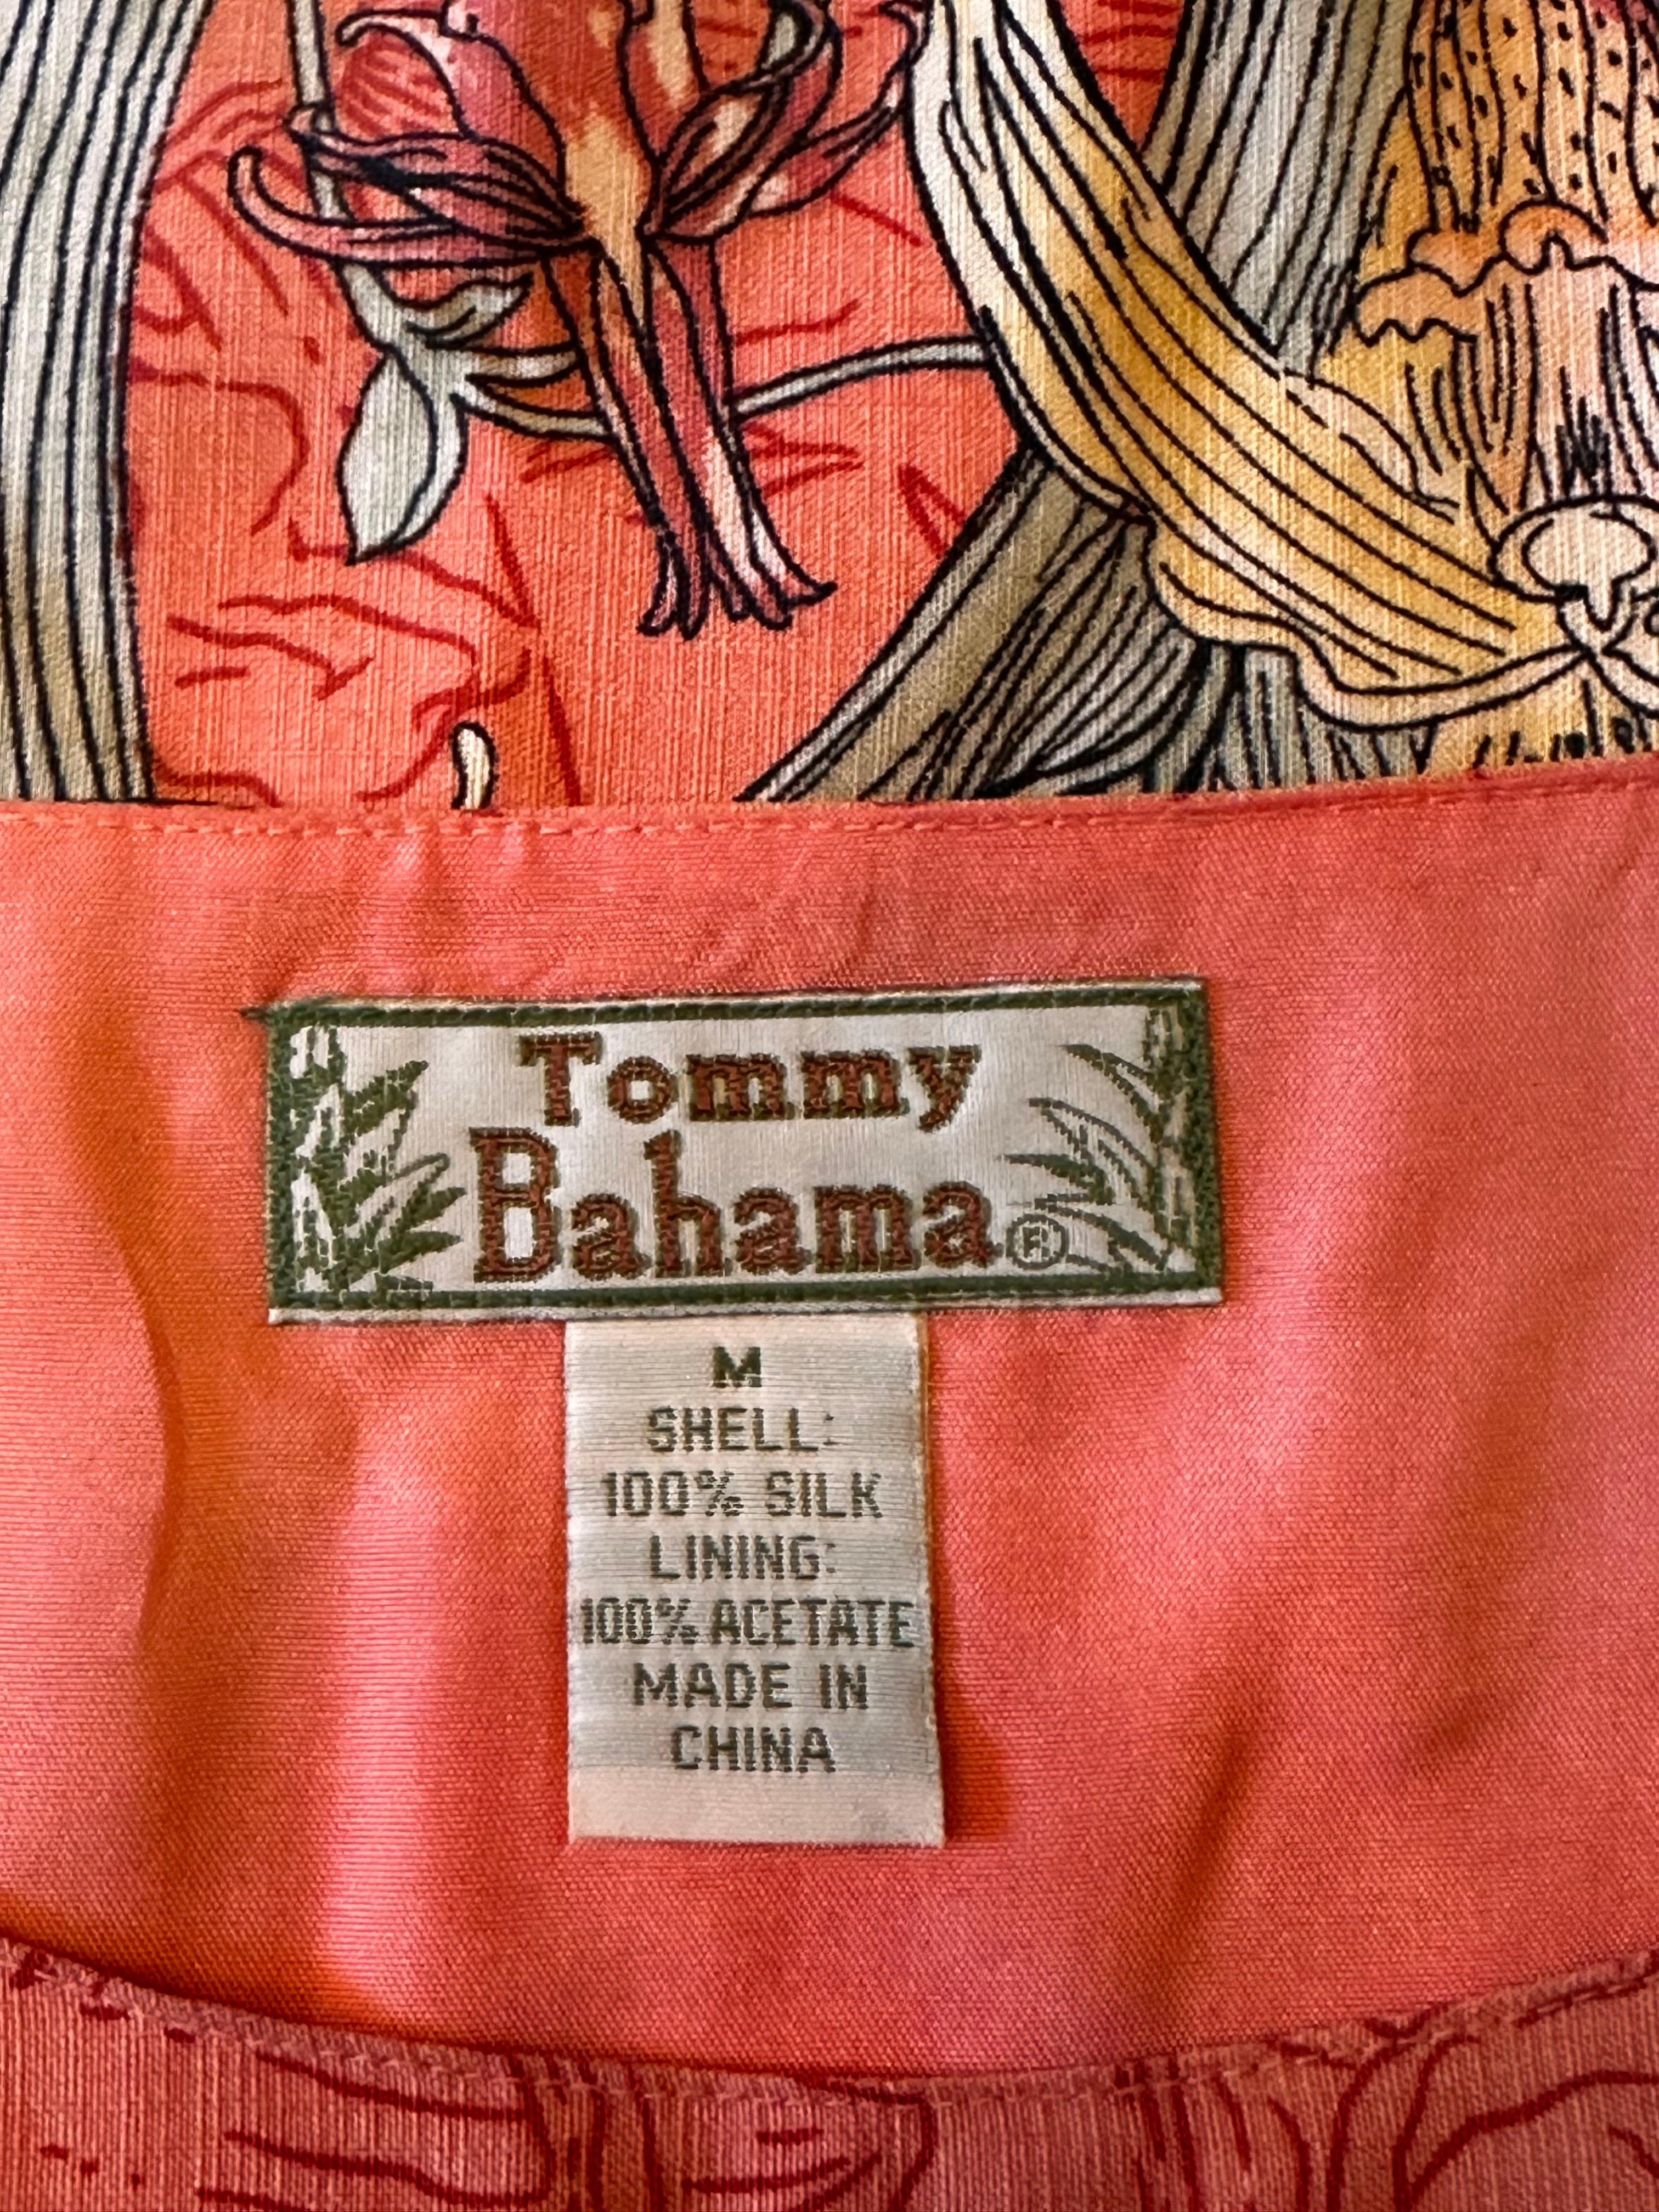 Tommy
Bahama®
M
SHELL:
100% SILK
LINING:
100% ACETATE
MADE IN
CHINA